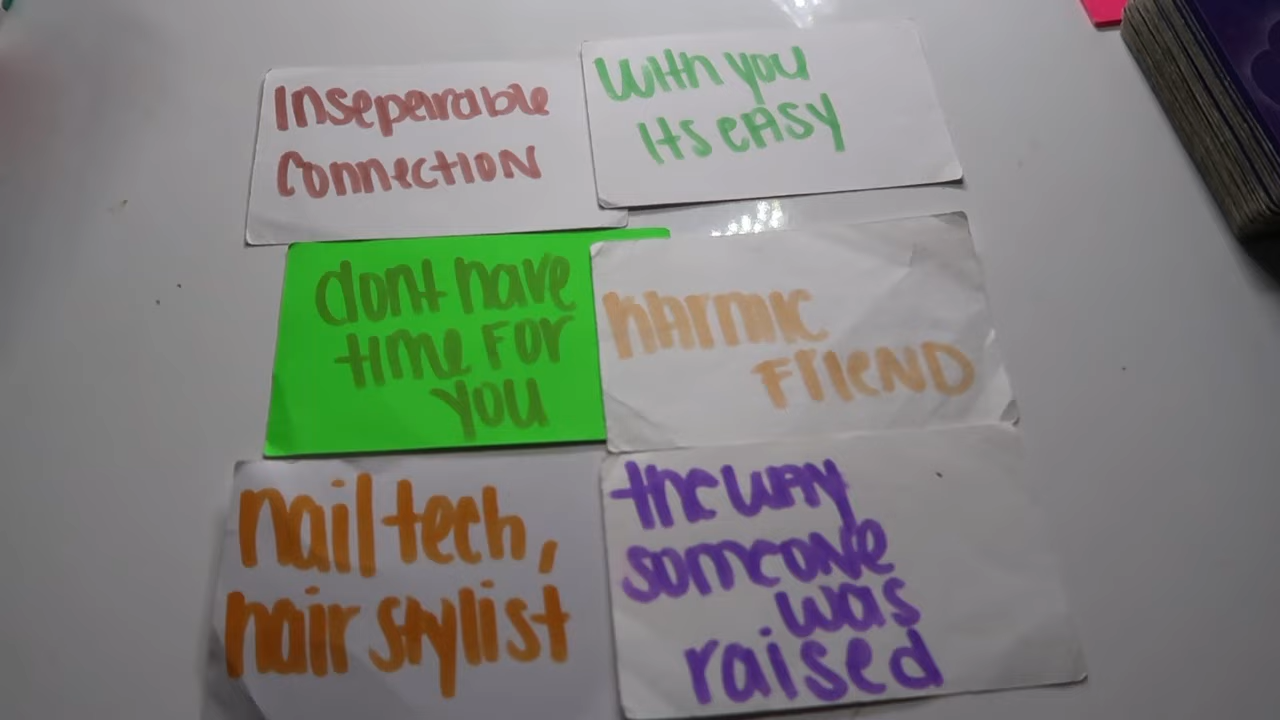 Inseperable
Connection
With you
Its easy
dont have
time for
you
Karmic
Friend
nail tech,
hair stylist
the way
someone
was
raised